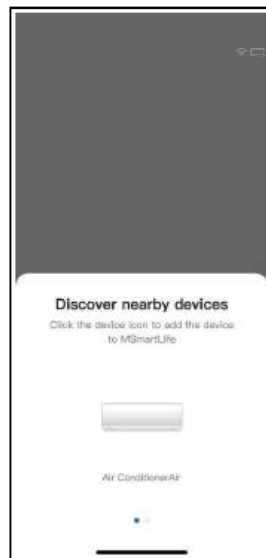 Discover nearby devices
Click the device icon to add the device
to MSmartLife
Air ConditionerAir